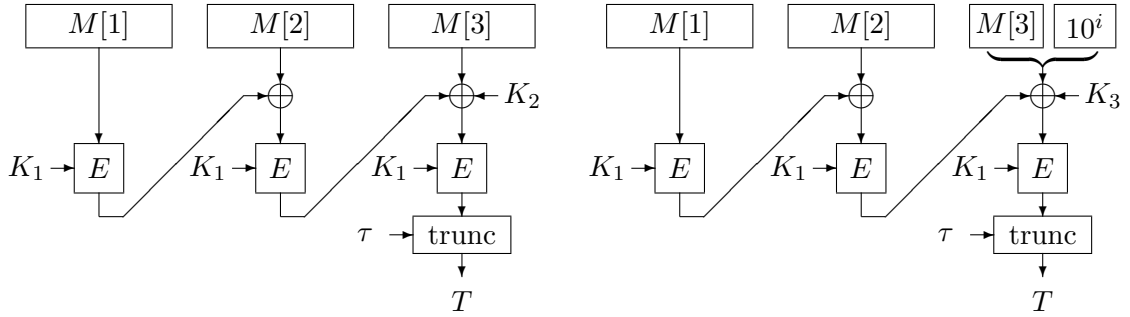 M[1] M[2] M[3] M[1] M[2] M[3] 10^i
K_2 K_3
K_1 E K_1 E K_1 E K_1 E K_1 E K_1 E
τ trunc τ trunc
T T